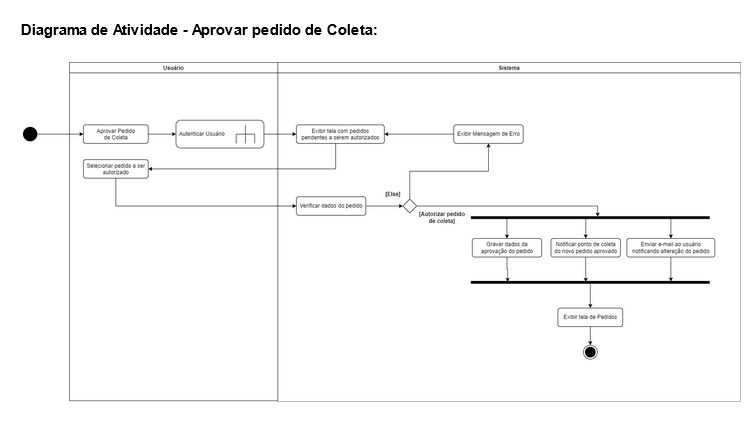 Diagrama de Atividade - Aprovar pedido de Coleta:
Usuário
Sistema
Aprovar Pedido
de Coleta
Autenticar Usuário
Exibir tela com pedidos
pendentes a serem autorizados
Exibir Mensagem de Erro
Selecionar pedido a ser
autorizado
Verificar dados do pedido
[Else]
[Autorizar pedido
de coleta]
Gravar dados da
aprovação do pedido
Notificar ponto de coleta
do novo pedido aprovado
Enviar e-mail ao usuário
notificando alteração do pedido
Exibir tela de Pedidos